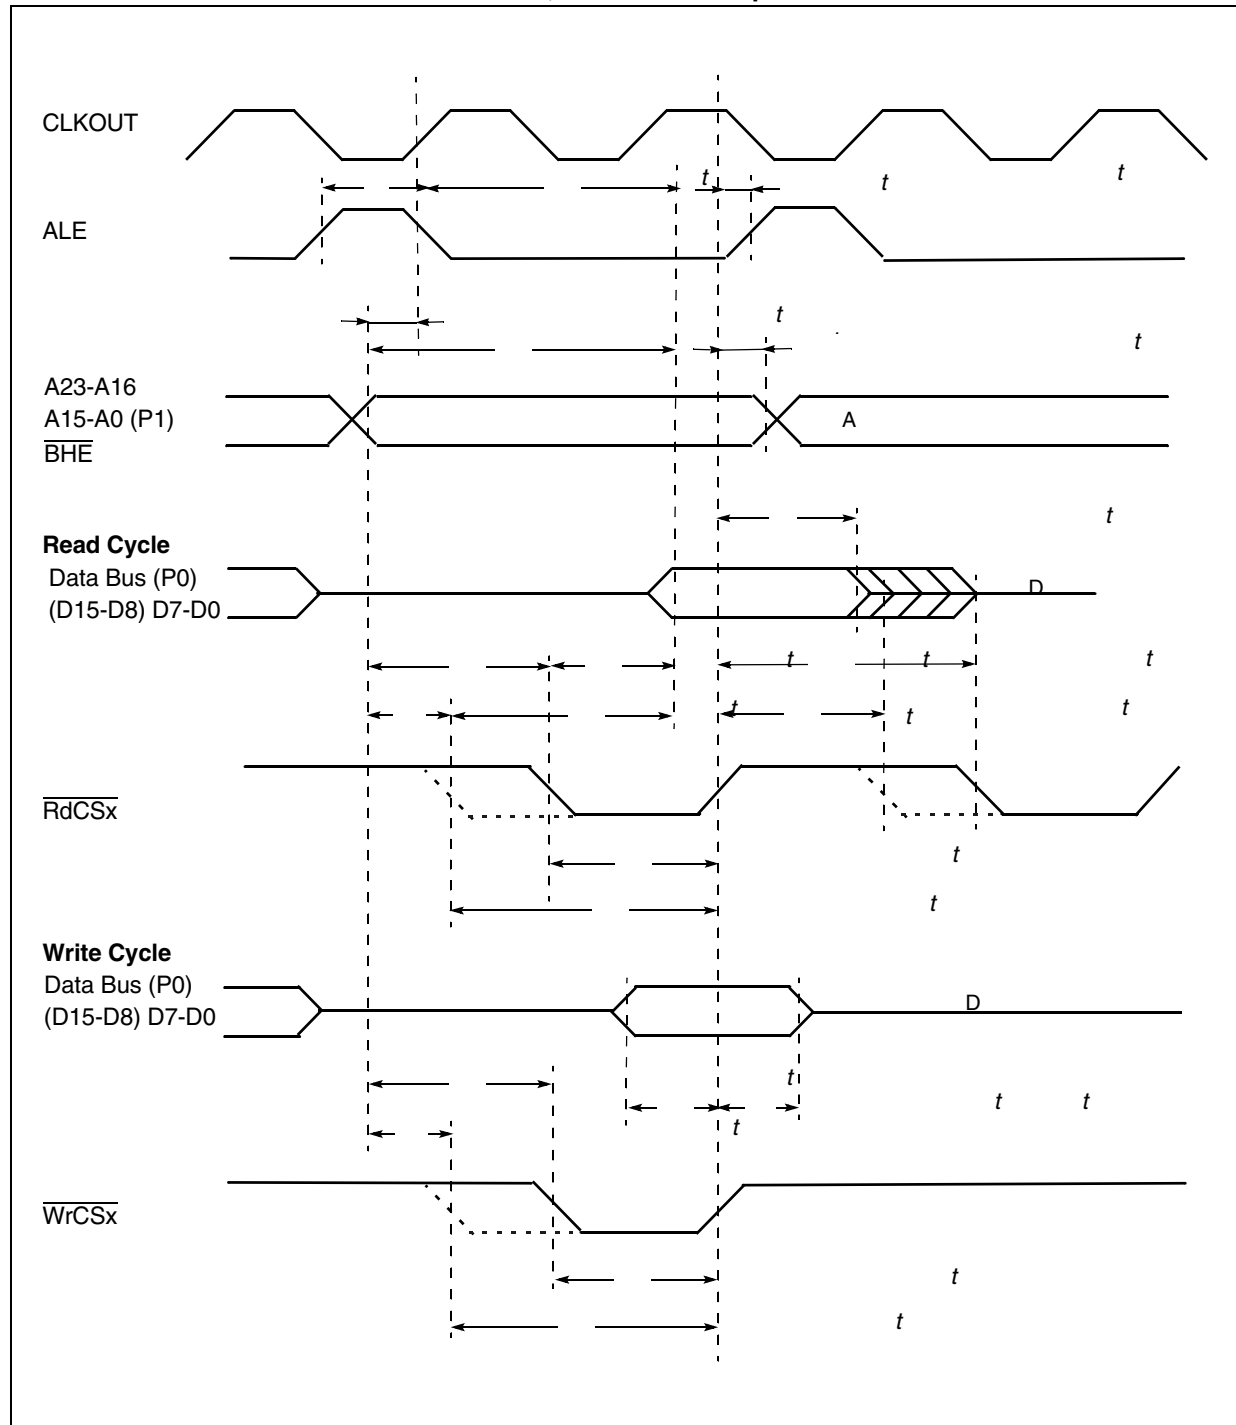 CLKOUT
t
t
t
ALE
t
t
A23-A16
A15-A0 (P1)
A
BHE
t
Read Cycle
Data Bus (P0)
D
(D15-D8) D7-D0
t
t
t
t
t
t
RdCSx
t
t
Write Cycle
Data Bus (P0)
D
(D15-D8) D7-D0
t
t
t
t
WrCSx
t
t